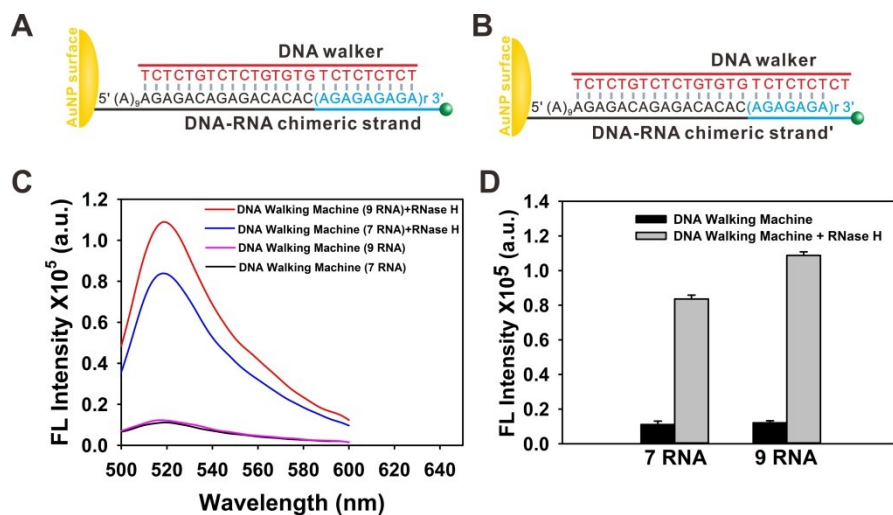 A
AuNP surface
DNA walker
TCTCTGTCTCTGTGTGTCTCTCTCT
5' (A)9AGAGACAGAGACACAC(AGAGAGAGA)r 3'
DNA-RNA chimeric strand
B
AuNP surface
DNA walker
TCTCTGTCTCTGTGTGTCTCTCTCT
5' (A)9AGAGACAGAGACACAC(AGAGAGA)r 3'
DNA-RNA chimeric strand'
C
FL Intensity X10^5 (a.u.)
1.2
1.0
0.8
0.6
0.4
0.2
0.0
DNA Walking Machine (9 RNA)+RNase H
DNA Walking Machine (7 RNA)+RNase H
DNA Walking Machine (9 RNA)
DNA Walking Machine (7 RNA)
500 520 540 560 580 600 620 640
Wavelength (nm)
D
FL Intensity X10^5 (a.u.)
1.4
1.2
1.0
0.8
0.6
0.4
0.2
0.0
DNA Walking Machine
DNA Walking Machine + RNase H
7 RNA 9 RNA